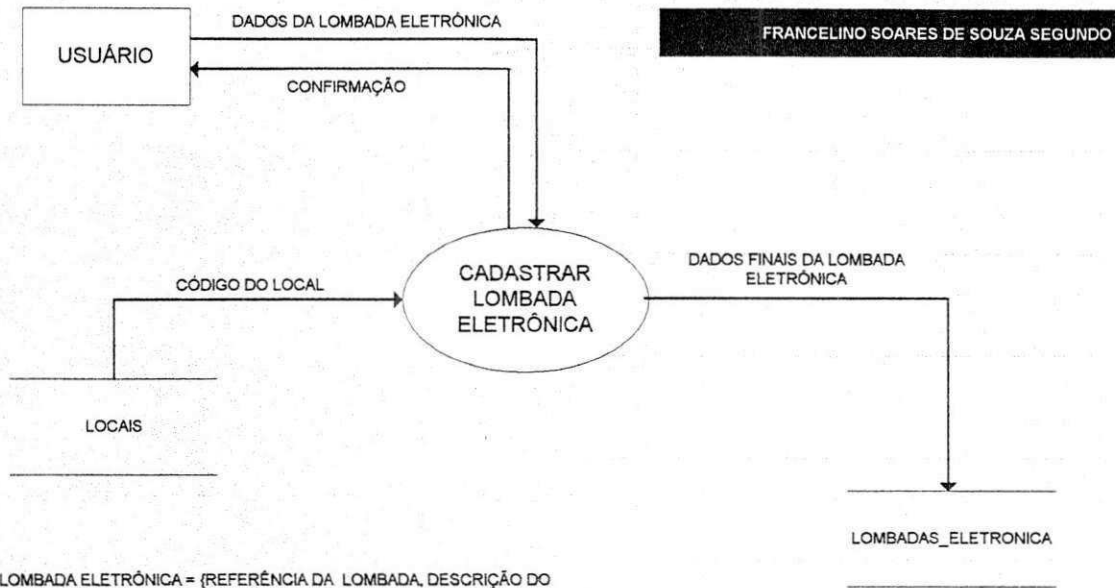 DADOS DA LOMBADA ELETRÔNICA
FRANCELINO SOARES DE SOUZA SEGUNDO
USUÁRIO
CONFIRMAÇÃO
CADASTRAR
LOMBADA
ELETRÔNICA
DADOS FINAIS DA LOMBADA
ELETRÔNICA
CÓDIGO DO LOCAL
LOCAIS
LOMBADAS_ELETRONICA
LOMBADA ELETRÔNICA = {REFERÊNCIA DA LOMBADA, DESCRIÇÃO DO